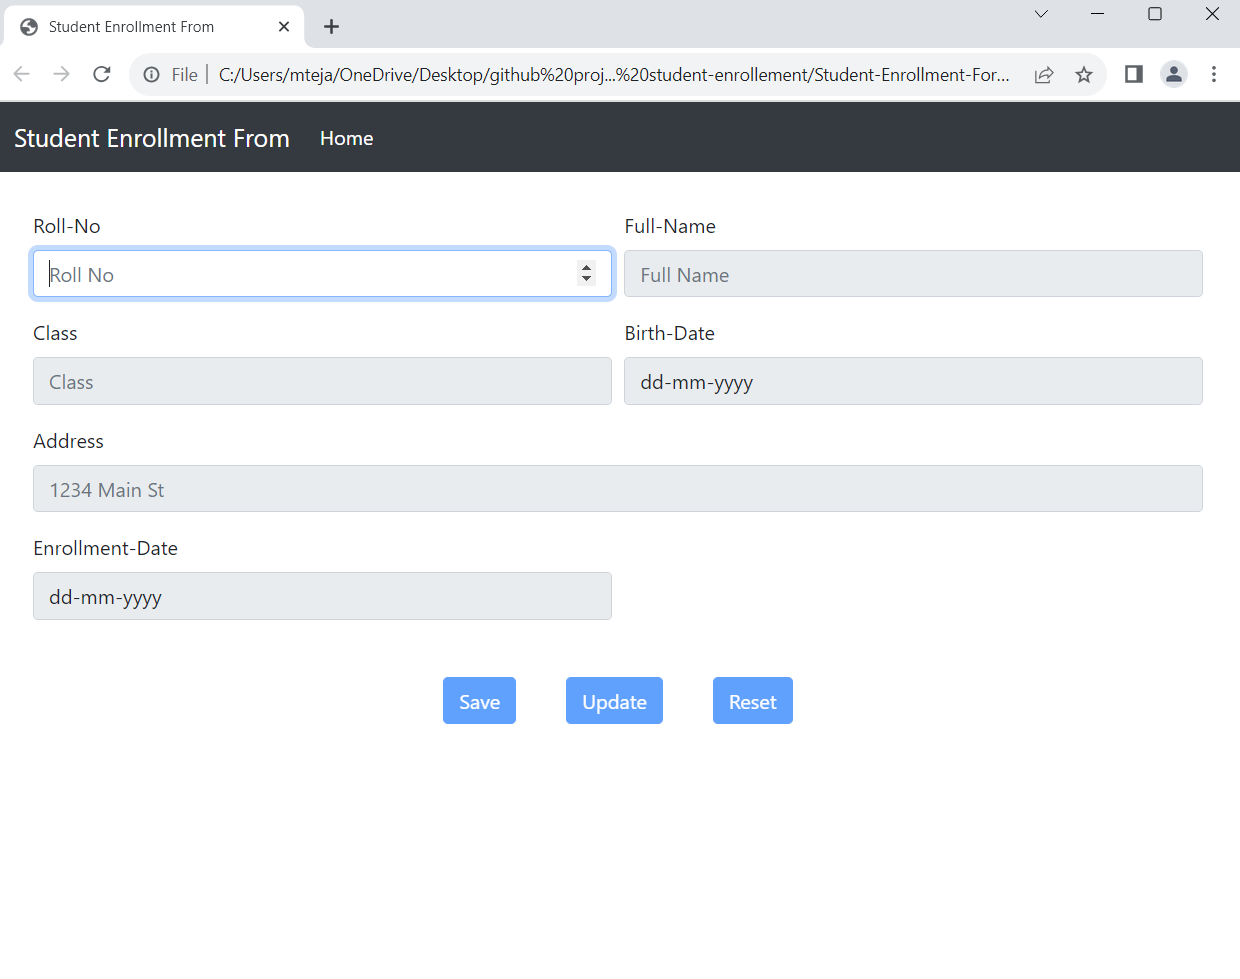 Student Enrollment From
File C:/Users/mteja/OneDrive/Desktop/github%20proj...%20student-enrollement/Student-Enrollment-For...
Student Enrollment From Home
Roll-No Full-Name
Roll No Full Name
Class Birth-Date
Class dd-mm-yyyy
Address
1234 Main St
Enrollment-Date
dd-mm-yyyy
Save Update Reset